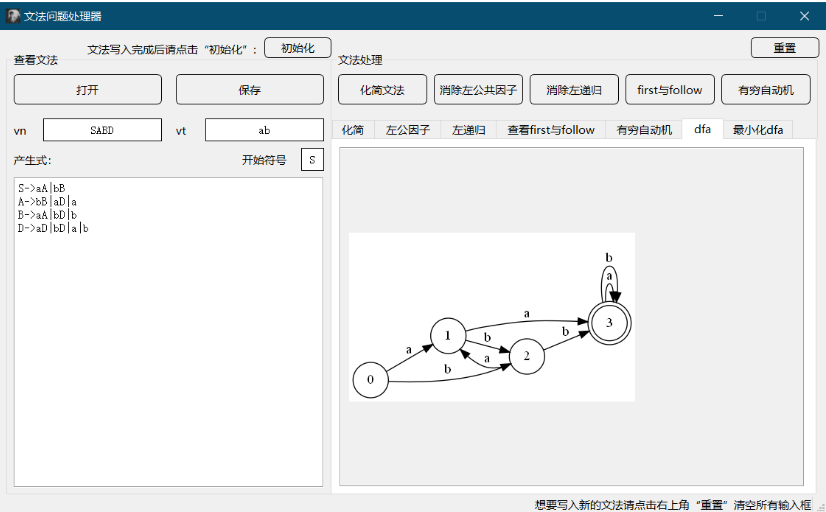 文法问题处理器
文法写入完成后请点击“初始化”： 初始化 重置
查看文法 文法处理
打开 保存 化简文法 消除左公共因子 消除左递归 first与follow 有穷自动机
vn SABD vt ab 化简 左公因子 左递归 查看first与follow 有穷自动机 dfa 最小化dfa
产生式： 开始符号 S
S->aA|bB
A->bB|aD|a
B->aA|bD|b
D->aD|bD|a|b
b
a
a
3
1
b
b
a
2
a
b
0
想要写入新的文法请点击右上角“重置”清空所有输入框